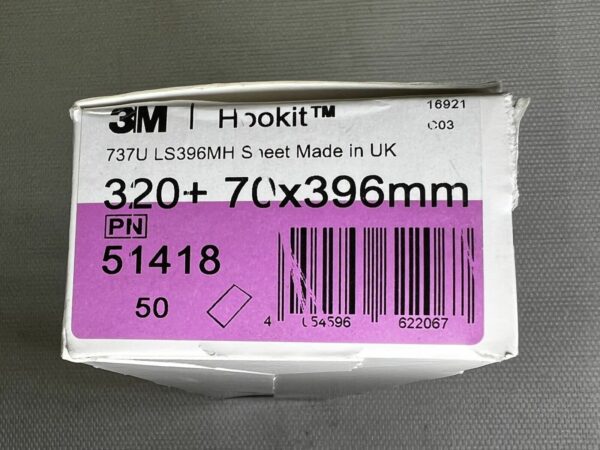 3M | Hookit™
16921
C03
737U LS396MH Sheet Made in UK
320+ 70x396mm
PN
51418
50
4 054596 622067